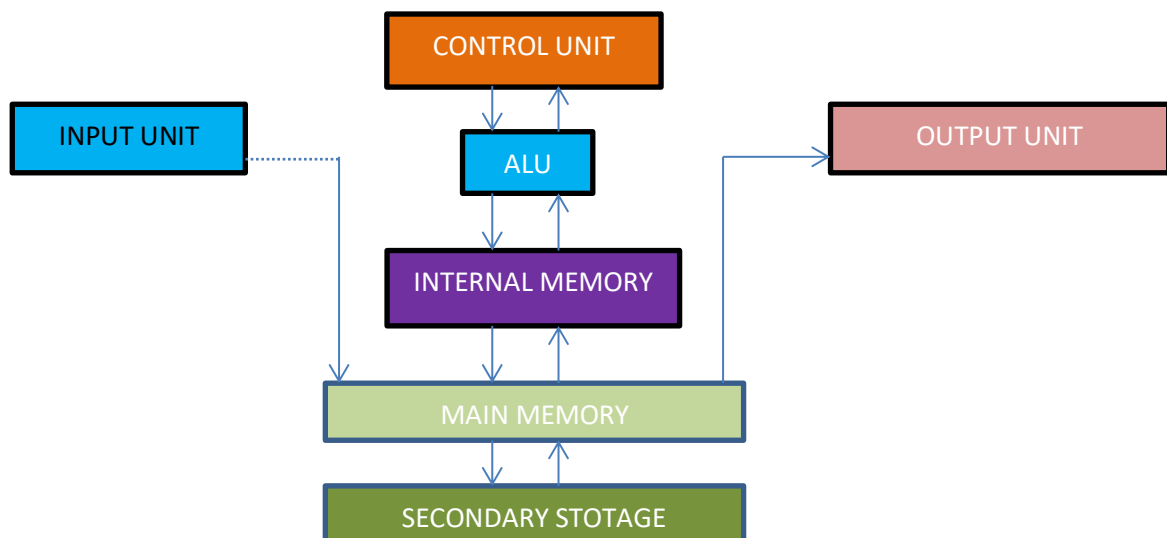 CONTROL UNIT
INPUT UNIT
OUTPUT UNIT
ALU
INTERNAL MEMORY
MAIN MEMORY
SECONDARY STOTAGE